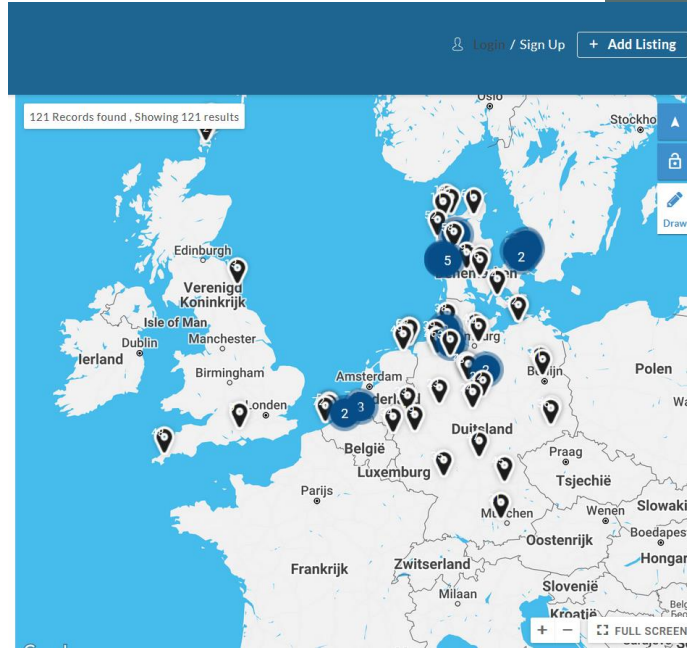 Login / Sign Up + Add Listing
121 Records found , Showing 121 results
Oslo
Stockho
Draw
Edinburgh
5
2
Verenigd
Koninkrijk
Isle of Man
Dublin
Manchester
Ierland
Birmingham
Amsterdam
Polen
Londen
2
3
België
Duitsland
Luxemburg
Praag
Tsjechië
Parijs
Wenen
Slowaki
Boedapes
Oostenrijk
Hongar
Frankrijk
Zwitserland
Slovenië
Milaan
Kroatië
+ − FULL SCREEN